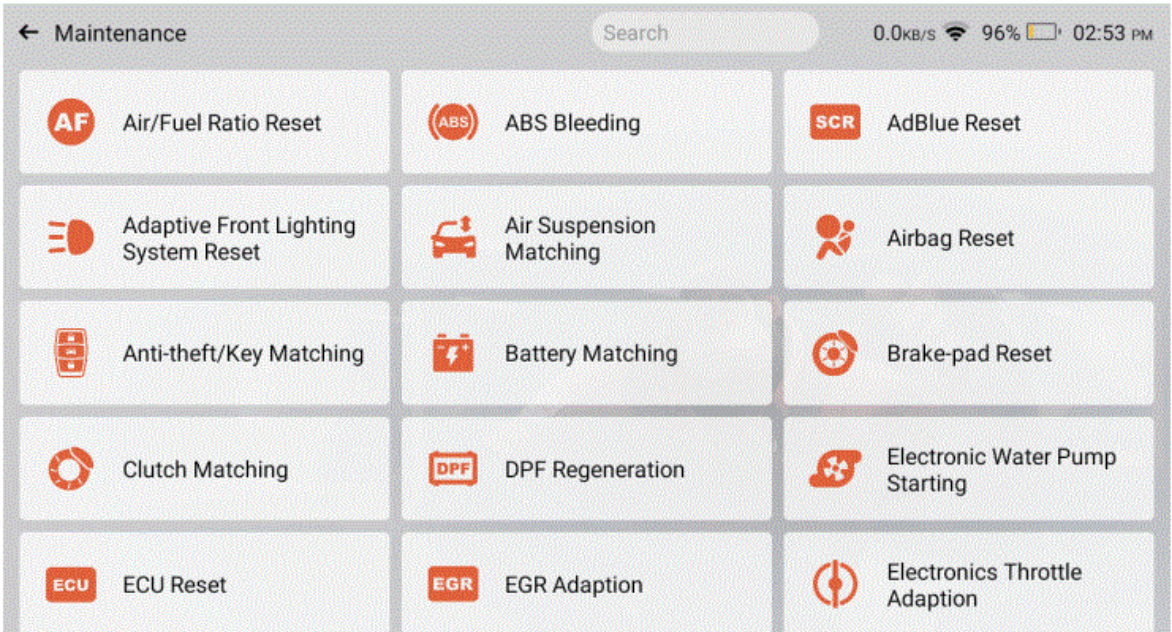 ← Maintenance Search 0.0KB/S 96% 02:53 PM
AF Air/Fuel Ratio Reset
ABS ABS Bleeding
SCR AdBlue Reset
Adaptive Front Lighting
System Reset
Air Suspension
Matching
Airbag Reset
Anti-theft/Key Matching
Battery Matching
Brake-pad Reset
Clutch Matching
DPF DPF Regeneration
Electronic Water Pump
Starting
ECU ECU Reset
EGR EGR Adaption
Electronics Throttle
Adaption